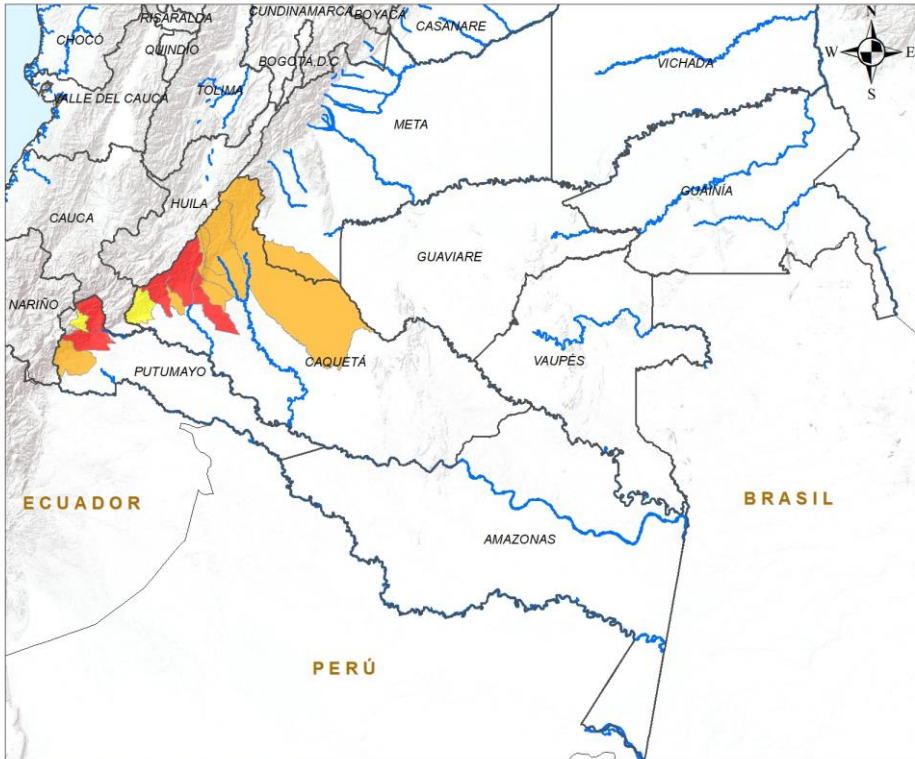 CUNDINAMARCA
BOYACÁ
RISARALDA
CASANARE
N
CHOCÓ
QUINDÍO
W
E
BOGOTÁ D.C
VICHADA
S
VALLE DEL CAUCA
TOLIMA
META
GUAINÍA
HUILA
CAUCA
GUAVIARE
NARIÑO
CAQUETÁ
VAUPÉS
PUTUMAYO
ECUADOR
BRASIL
AMAZONAS
PERÚ